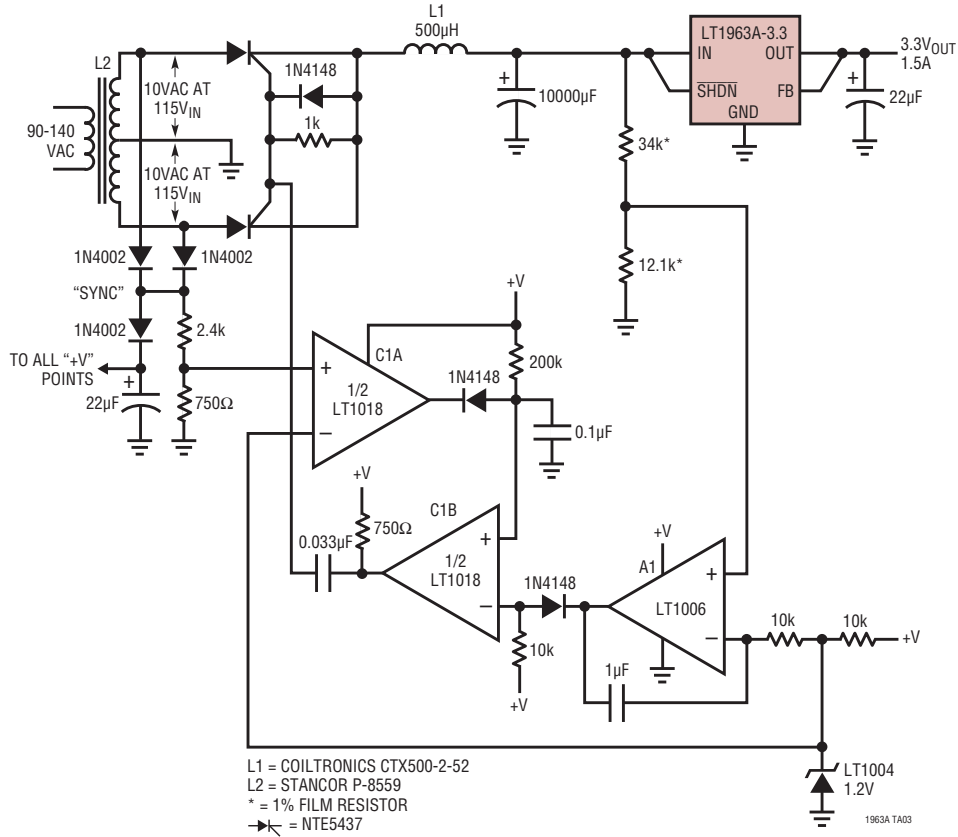 L1
500µH
LT1963A-3.3
IN
OUT
SHDN
FB
GND
3.3VOUT
1.5A
L2
10VAC AT
115VIN
1N4148
1k
+
10000µF
+
22µF
90-140
VAC
10VAC AT
115VIN
34k*
12.1k*
1N4002
1N4002
"SYNC"
1N4002
2.4k
TO ALL "+V"
POINTS
+
22µF
750Ω
+V
C1A
+
1/2
LT1018
–
200k
1N4148
0.1µF
+V
750Ω
C1B
0.033µF
+
1/2
LT1018
–
1N4148
10k
+V
+V
A1
+
LT1006
–
10k
10k
+V
1µF
LT1004
1.2V
L1 = COILTRONICS CTX500-2-52
L2 = STANCOR P-8559
* = 1% FILM RESISTOR
= NTE5437
1963A TA03